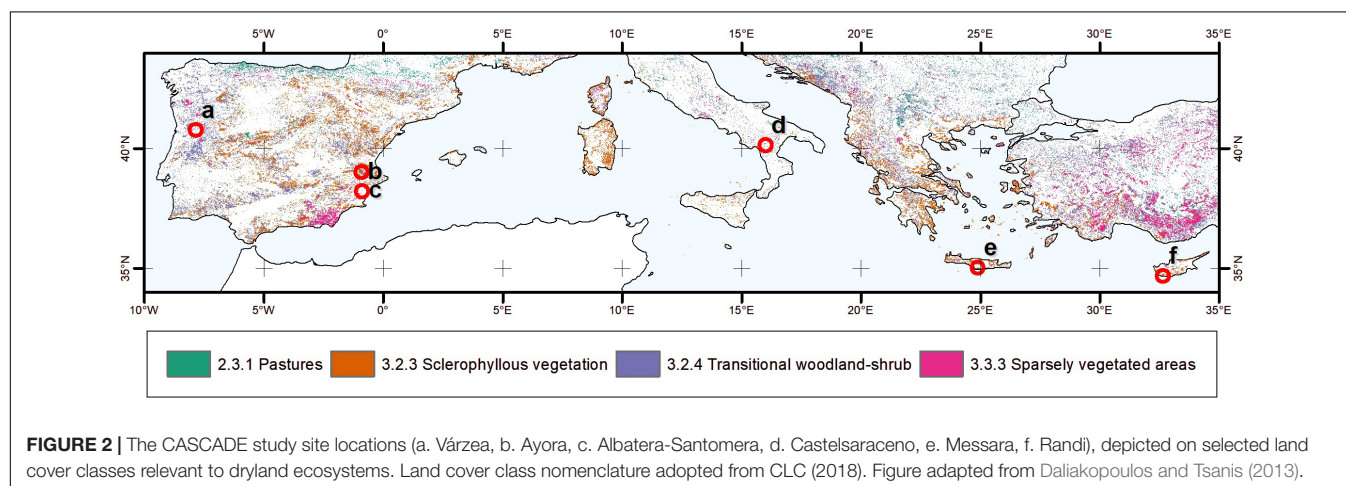 5°W 0° 5°E 10°E 15°E 20°E 25°E 30°E 35°E
a
d
40°N 40°N
b
c
e
f
35°N 35°N
10°W 5°W 0° 5°E 10°E 15°E 20°E 25°E 30°E 35°E
2.3.1 Pastures 3.2.3 Sclerophyllous vegetation 3.2.4 Transitional woodland-shrub 3.3.3 Sparsely vegetated areas
FIGURE 2 | The CASCADE study site locations (a. Várzea, b. Ayora, c. Albatera-Santomera, d. Castelsaraceno, e. Messara, f. Randi), depicted on selected land
cover classes relevant to dryland ecosystems. Land cover class nomenclature adopted from CLC (2018). Figure adapted from Daliakopoulos and Tsanis (2013).